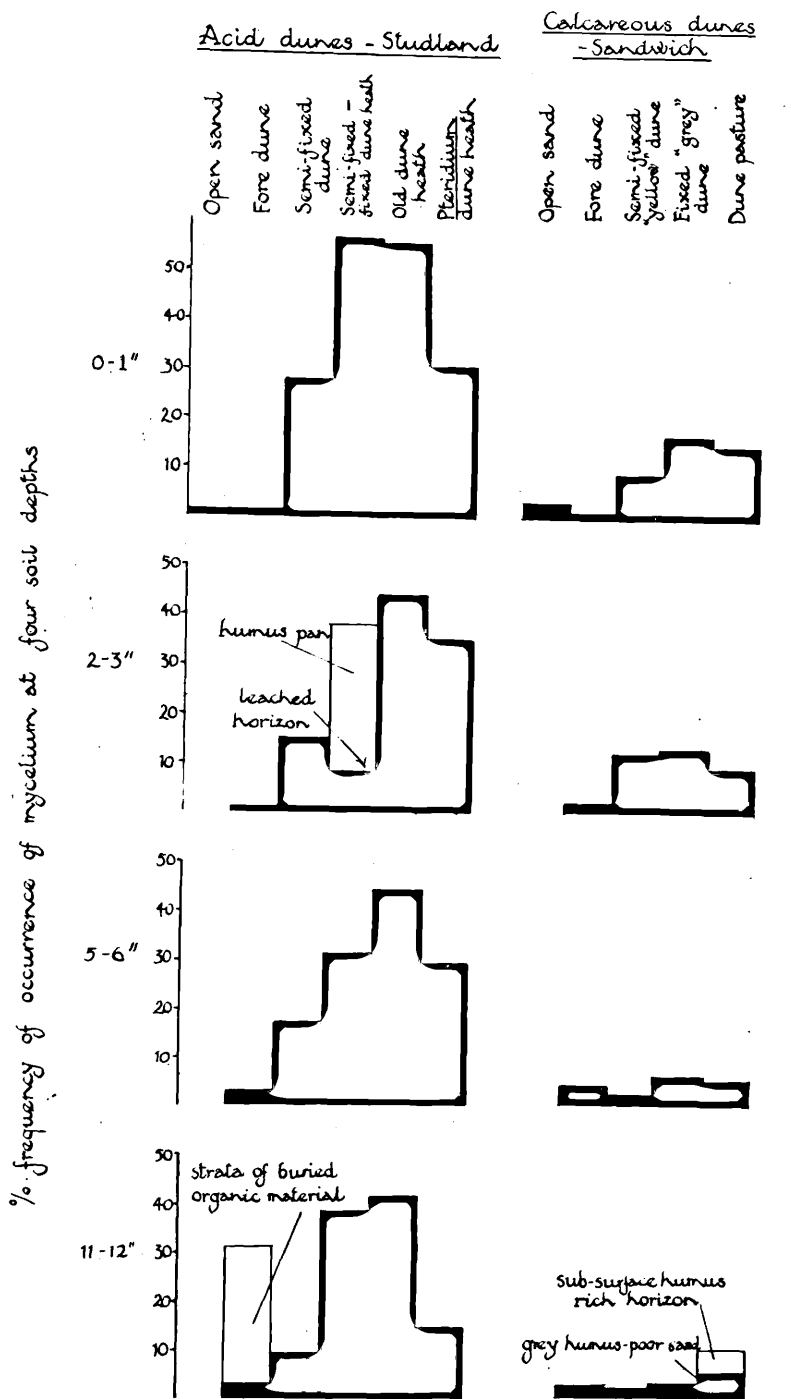 Acid dunes - Studland
Calcareous dunes
- Sandwich
Open sand
Fore dune
Semi-fixed
dune
Semi-fixed -
fixed dune heath
Old dune
heath
Pteridium
dune heath
Open sand
Fore dune
Semi-fixed
"yellow" dune
Fixed "grey"
dune
Dune pasture
% frequency of occurrence of mycelium at four soil depths
0-1"
50
40
30
20
10
2-3"
50
40
30
20
10
humus pan
leached
horizon
5-6"
50
40
30
20
10
11-12"
50
40
30
20
10
strata of buried
organic material
sub-surface humus
rich horizon
grey humus-poor sand